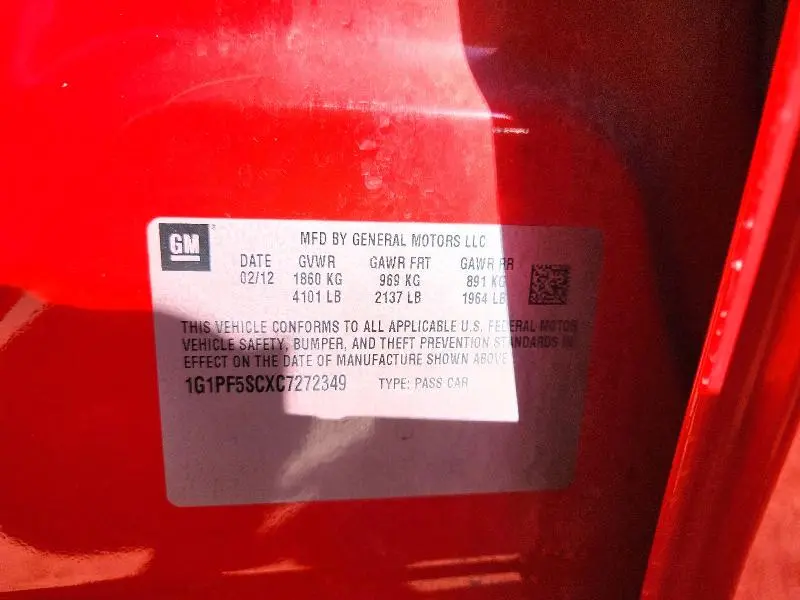 GM
MFD BY GENERAL MOTORS LLC
DATE GVWR GAWR FRT GAWR RR
02/12 1860 KG 969 KG 891 KG
4101 LB 2137 LB 1964 LB
THIS VEHICLE CONFORMS TO ALL APPLICABLE U.S. FEDERAL MOTOR
VEHICLE SAFETY, BUMPER, AND THEFT PREVENTION STANDARDS IN
EFFECT ON THE DATE OF MANUFACTURE SHOWN ABOVE.
1G1PF5SCXC7272349 TYPE: PASS CAR